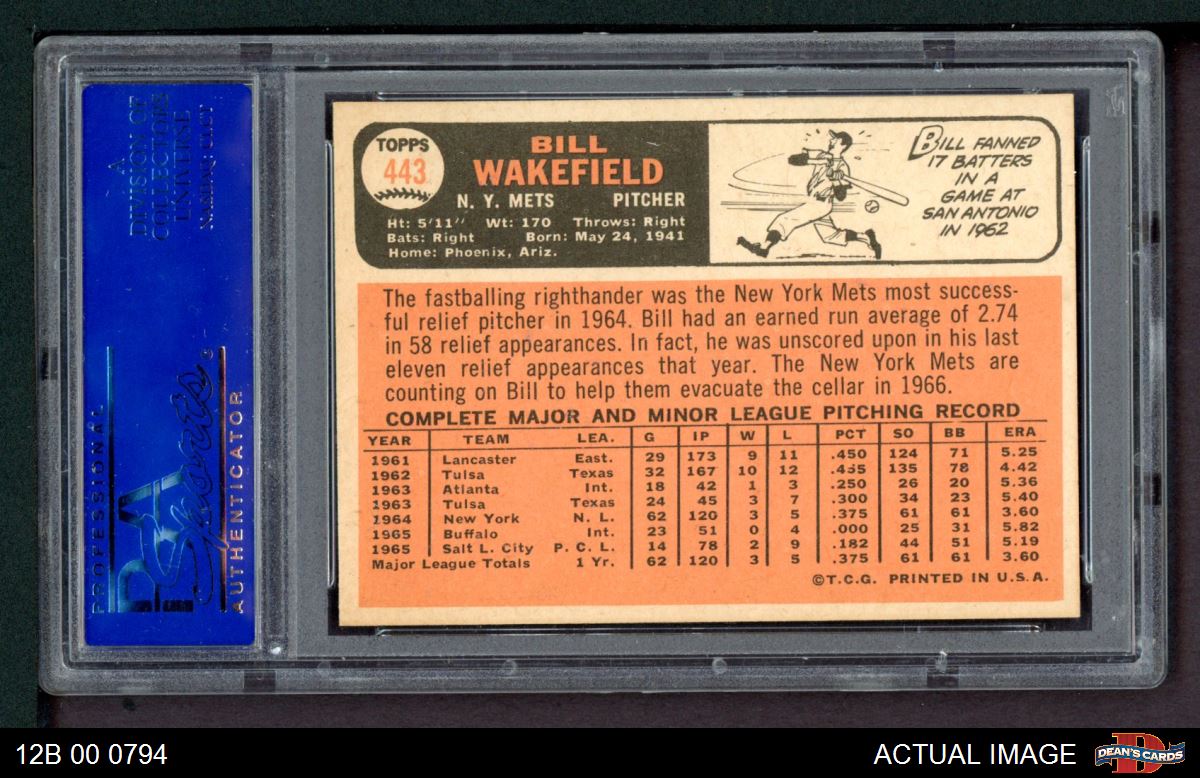 A
DIVISION OF
COLLECTORS
UNIVERSE
NASDAQ: CLCT
PROFESSIONAL
PSA
Sports
®
AUTHENTICATOR
TOPPS
443
BILL
WAKEFIELD
N. Y. METS PITCHER
Ht: 5'11" Wt: 170 Throws: Right
Bats: Right Born: May 24, 1941
Home: Phoenix, Ariz.
BILL FANNED
17 BATTERS
IN A
GAME AT
SAN ANTONIO
IN 1962
The fastballing righthander was the New York Mets most success-
ful relief pitcher in 1964. Bill had an earned run average of 2.74
in 58 relief appearances. In fact, he was unscored upon in his last
eleven relief appearances that year. The New York Mets are
counting on Bill to help them evacuate the cellar in 1966.
COMPLETE MAJOR AND MINOR LEAGUE PITCHING RECORD
YEAR TEAM LEA. G IP W L PCT SO BB ERA
1961 Lancaster East. 29 173 9 11 .450 124 71 5.25
1962 Tulsa Texas 32 167 10 12 .455 135 78 4.42
1963 Atlanta Int. 18 42 1 3 .250 26 20 5.36
1963 Tulsa Texas 24 45 3 7 .300 34 23 5.40
1964 New York N. L. 62 120 3 5 .375 61 61 3.60
1965 Buffalo Int. 23 51 0 4 .000 25 31 5.82
1965 Salt L. City P. C. L. 14 78 2 9 .182 44 51 5.19
Major League Totals 1 Yr. 62 120 3 5 .375 61 61 3.60
©T.C.G. PRINTED IN U.S.A.
12B 00 0794
ACTUAL IMAGE
DEAN'S CARDS